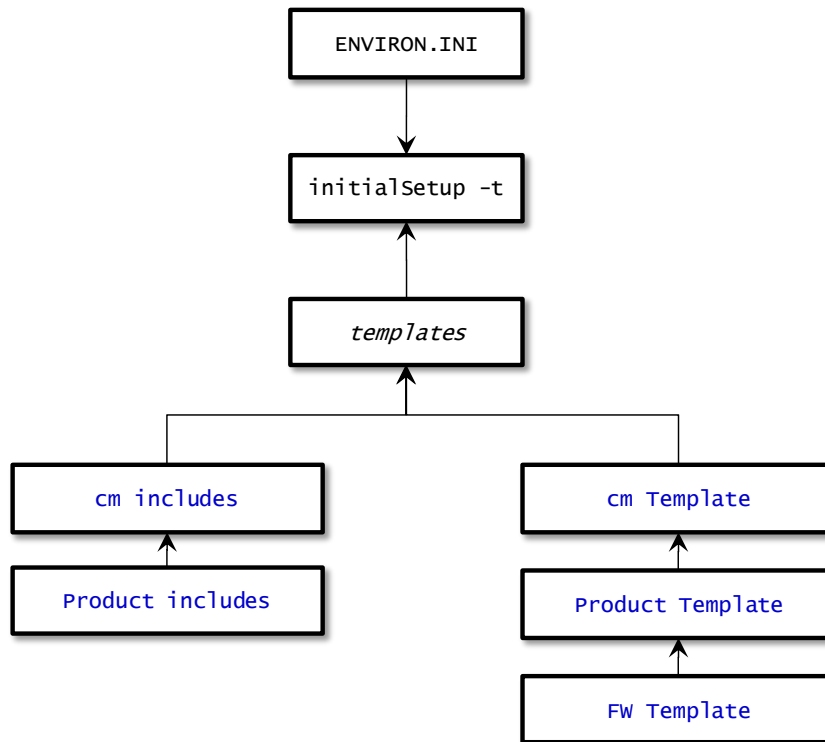 ENVIRON.INI
initialSetup -t
templates
cm includes
cm Template
Product includes
Product Template
FW Template